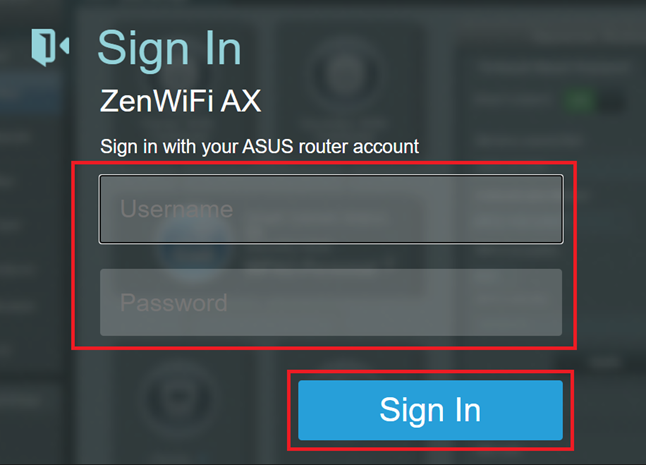 Sign In
ZenWiFi AX
Sign in with your ASUS router account
Username
Password
Sign In